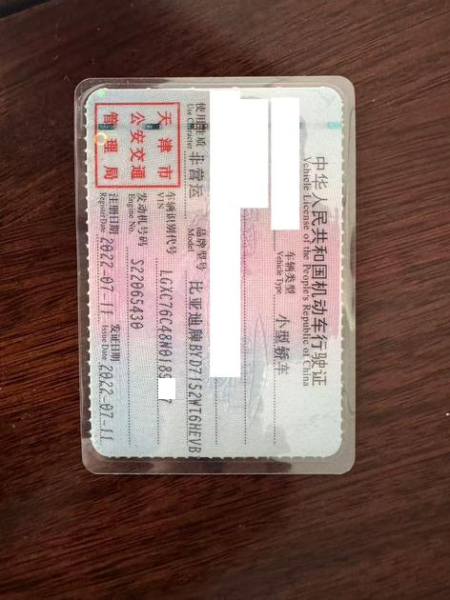 中华人民共和国机动车行驶证
Vehicle License of the People's Republic of China
车辆类型 小型轿车
Vehicle Type
使用性质 非营运
Use Character
品牌型号 比亚迪牌BYD7152WT6HEVB
Model
车辆识别代号 LGXC76C48N0185 7
VIN
发动机号码 S22065430
Engine No.
注册日期 2022-07-11 发证日期 2022-07-11
Register Date Issue Date
天津市
公安交通
管理局